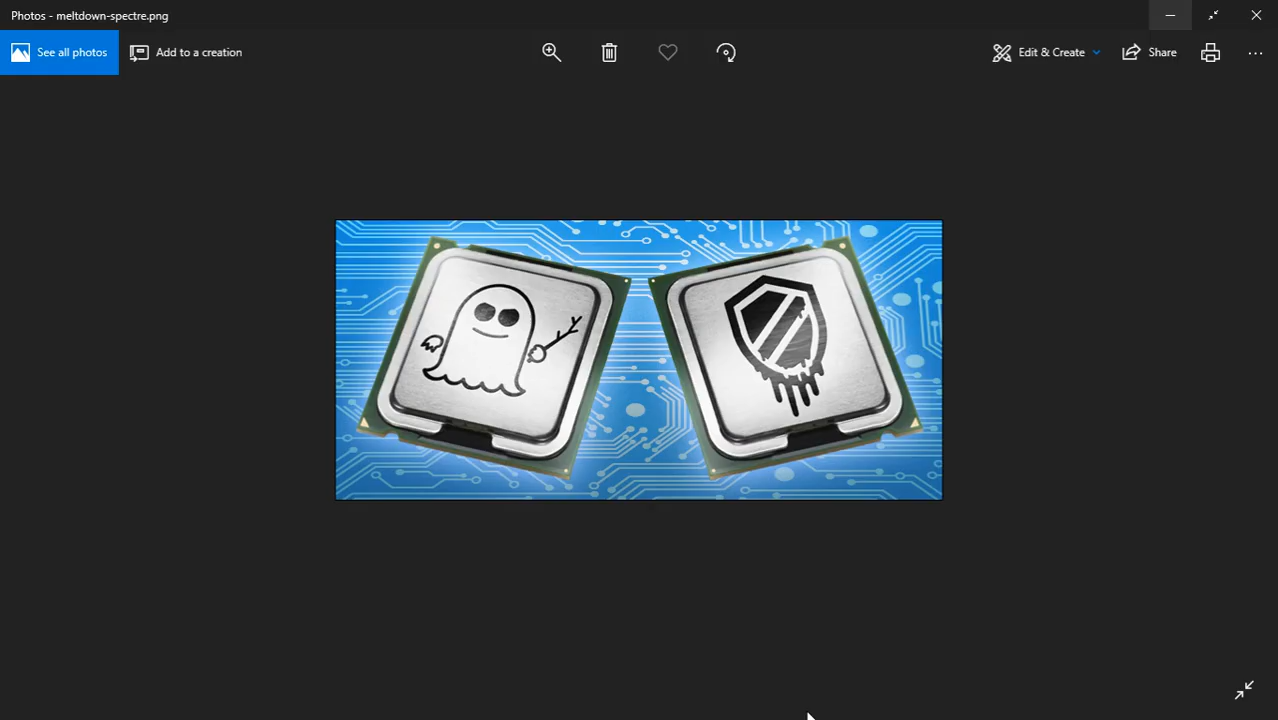 Photos - meltdown-spectre.png
See all photos
Add to a creation
Edit & Create
Share